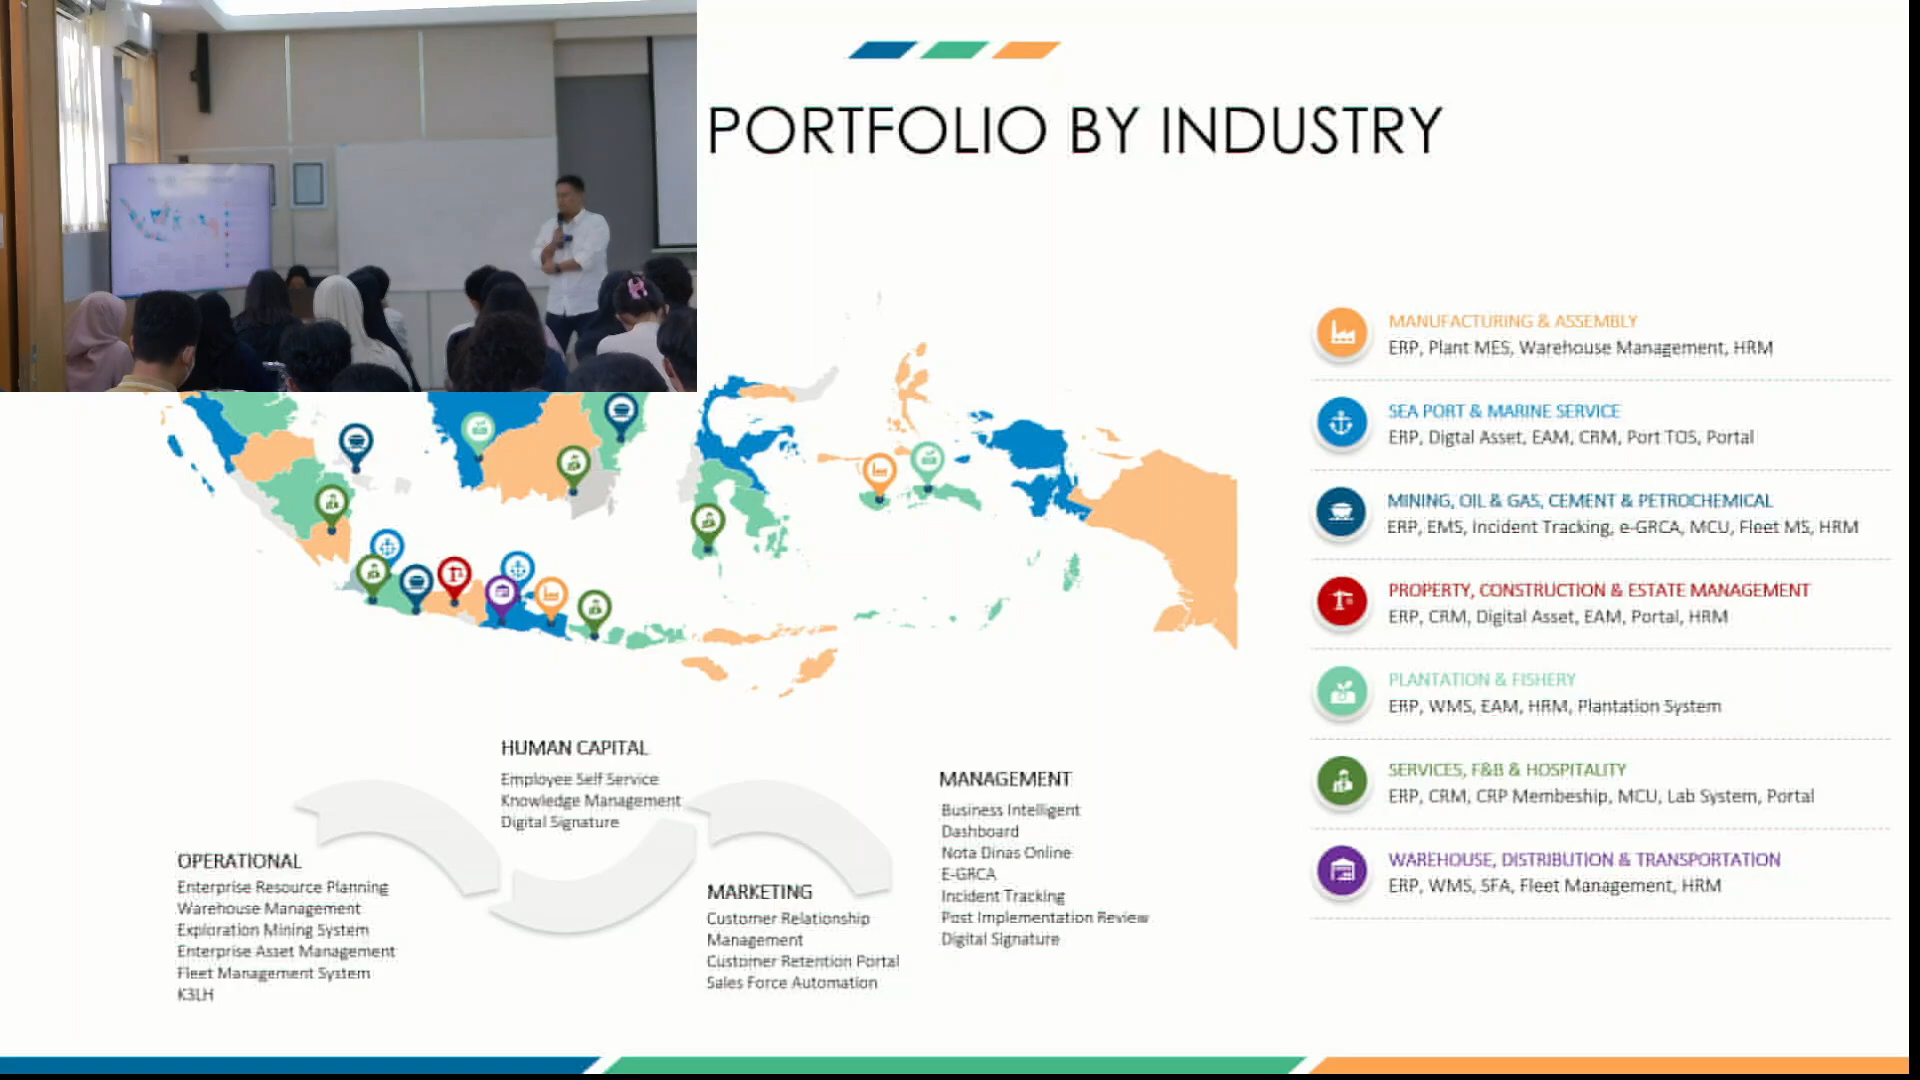 PORTFOLIO BY INDUSTRY
MANUFACTURING & ASSEMBLY
ERP, Plant MES, Warehouse Management, HRM
SEA PORT & MARINE SERVICE
ERP, Digtal Asset, EAM, CRM, Port TOS, Portal
MINING, OIL & GAS, CEMENT & PETROCHEMICAL
ERP, EMS, Incident Tracking, e-GRCA, MCU, Fleet MS, HRM
PROPERTY, CONSTRUCTION & ESTATE MANAGEMENT
ERP, CRM, Digital Asset, EAM, Portal, HRM
PLANTATION & FISHERY
ERP, WMS, EAM, HRM, Plantation System
SERVICES, F&B & HOSPITALITY
ERP, CRM, CRP Membeship, MCU, Lab System, Portal
WAREHOUSE, DISTRIBUTION & TRANSPORTATION
ERP, WMS, SFA, Fleet Management, HRM
OPERATIONAL
Enterprise Resource Planning
Warehouse Management
Exploration Mining System
Enterprise Asset Management
Fleet Management System
K3LH
HUMAN CAPITAL
Employee Self Service
Knowledge Management
Digital Signature
MARKETING
Customer Relationship
Management
Customer Retention Portal
Sales Force Automation
MANAGEMENT
Business Intelligent
Dashboard
Nota Dinas Online
E-GRCA
Incident Tracking
Post Implementation Review
Digital Signature